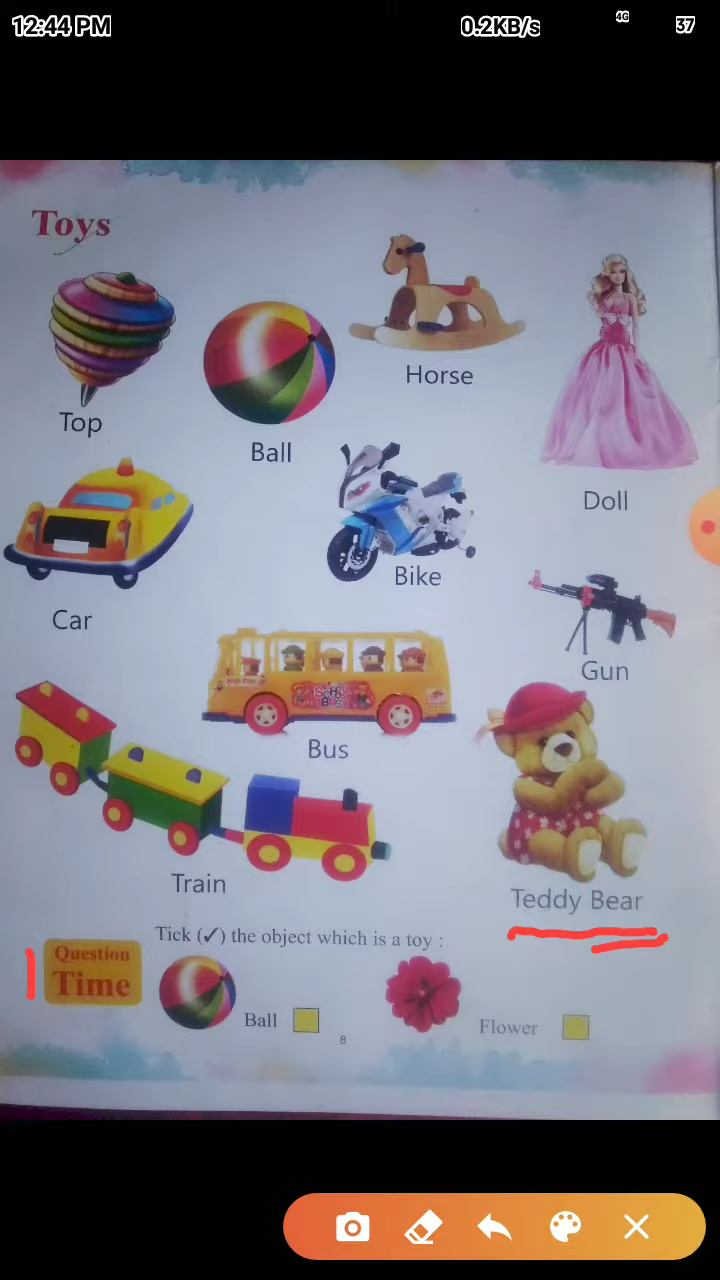 12:44 PM 0.2KB/s 4G 37
Toys
Top
Ball
Horse
Doll
Car
Bike
Gun
Bus
Train
Teddy Bear
Question
Time
Tick (✓) the object which is a toy :
Ball
Flower
8